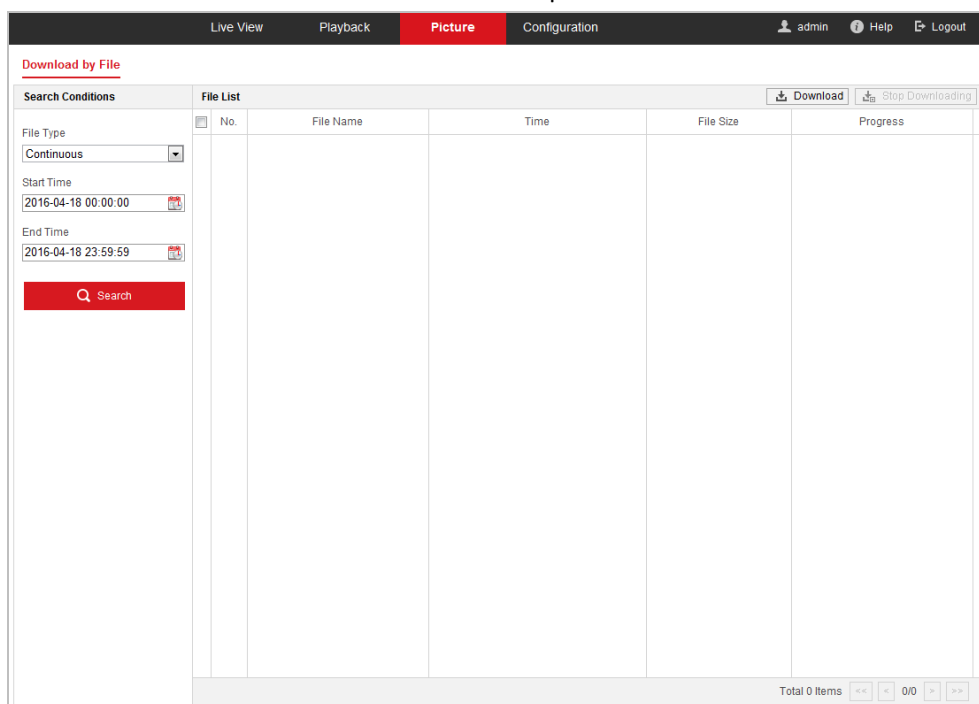 Live View Playback Picture Configuration admin Help Logout
Download by File
Search Conditions File List Download Stop Downloading
No. File Name Time File Size Progress
File Type
Continuous
Start Time
2016-04-18 00:00:00
End Time
2016-04-18 23:59:59
Search
Total 0 Items << < 0/0 > >>